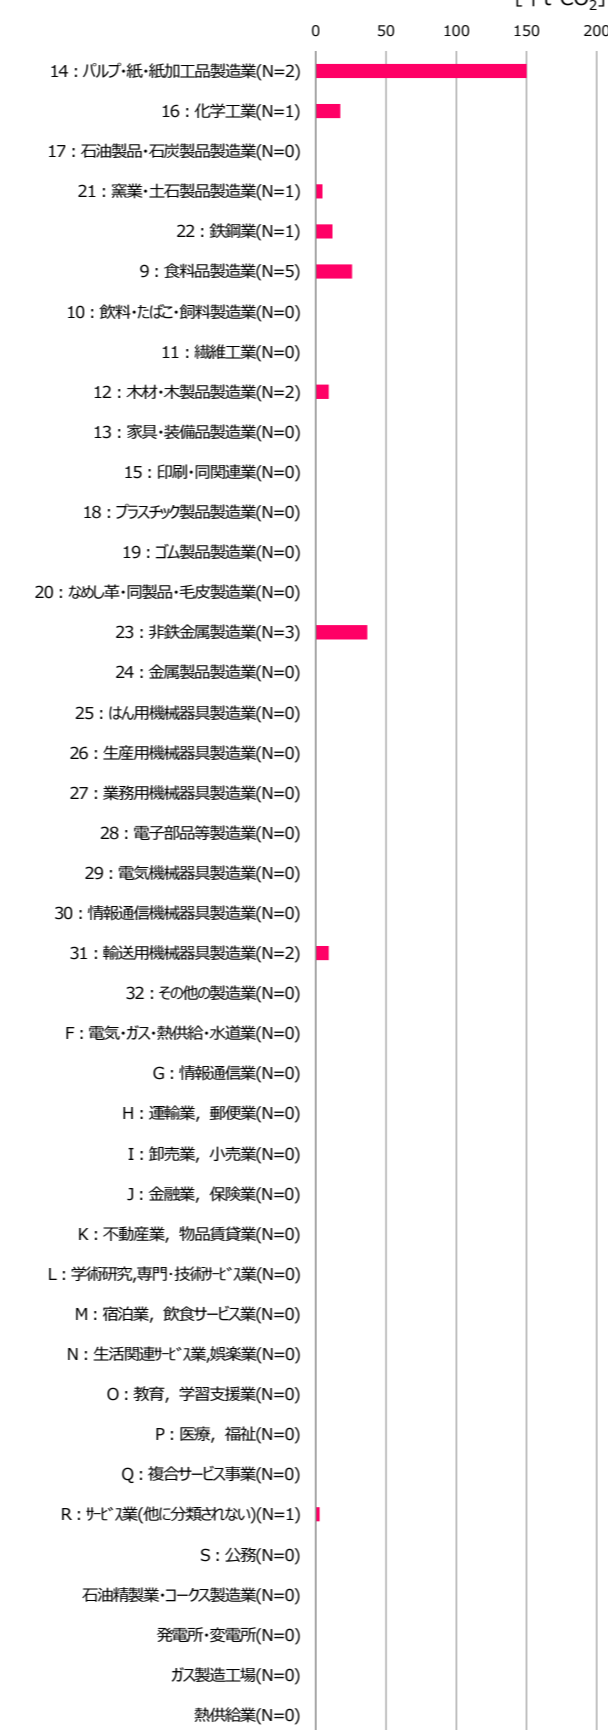 CO2]
0 50 100 150 200
14：パルプ・紙・紙加工品製造業(N=2)
16：化学工業(N=1)
17：石油製品・石炭製品製造業(N=0)
21：窯業・土石製品製造業(N=1)
22：鉄鋼業(N=1)
9：食料品製造業(N=5)
10：飲料・たばこ・飼料製造業(N=0)
11：繊維工業(N=0)
12：木材・木製品製造業(N=2)
13：家具・装備品製造業(N=0)
15：印刷・同関連業(N=0)
18：プラスチック製品製造業(N=0)
19：ゴム製品製造業(N=0)
20：なめし革・同製品・毛皮製造業(N=0)
23：非鉄金属製造業(N=3)
24：金属製品製造業(N=0)
25：はん用機械器具製造業(N=0)
26：生産用機械器具製造業(N=0)
27：業務用機械器具製造業(N=0)
28：電子部品等製造業(N=0)
29：電気機械器具製造業(N=0)
30：情報通信機械器具製造業(N=0)
31：輸送用機械器具製造業(N=2)
32：その他の製造業(N=0)
F：電気・ガス・熱供給・水道業(N=0)
G：情報通信業(N=0)
H：運輸業，郵便業(N=0)
I：卸売業，小売業(N=0)
J：金融業，保険業(N=0)
K：不動産業，物品賃貸業(N=0)
L：学術研究,専門・技術ｻｰﾋﾞｽ業(N=0)
M：宿泊業，飲食サービス業(N=0)
N：生活関連ｻｰﾋﾞｽ業,娯楽業(N=0)
O：教育，学習支援業(N=0)
P：医療，福祉(N=0)
Q：複合サービス事業(N=0)
R：ｻｰﾋﾞｽ業(他に分類されない)(N=1)
S：公務(N=0)
石油精製業・コークス製造業(N=0)
発電所・変電所(N=0)
ガス製造工場(N=0)
熱供給業(N=0)